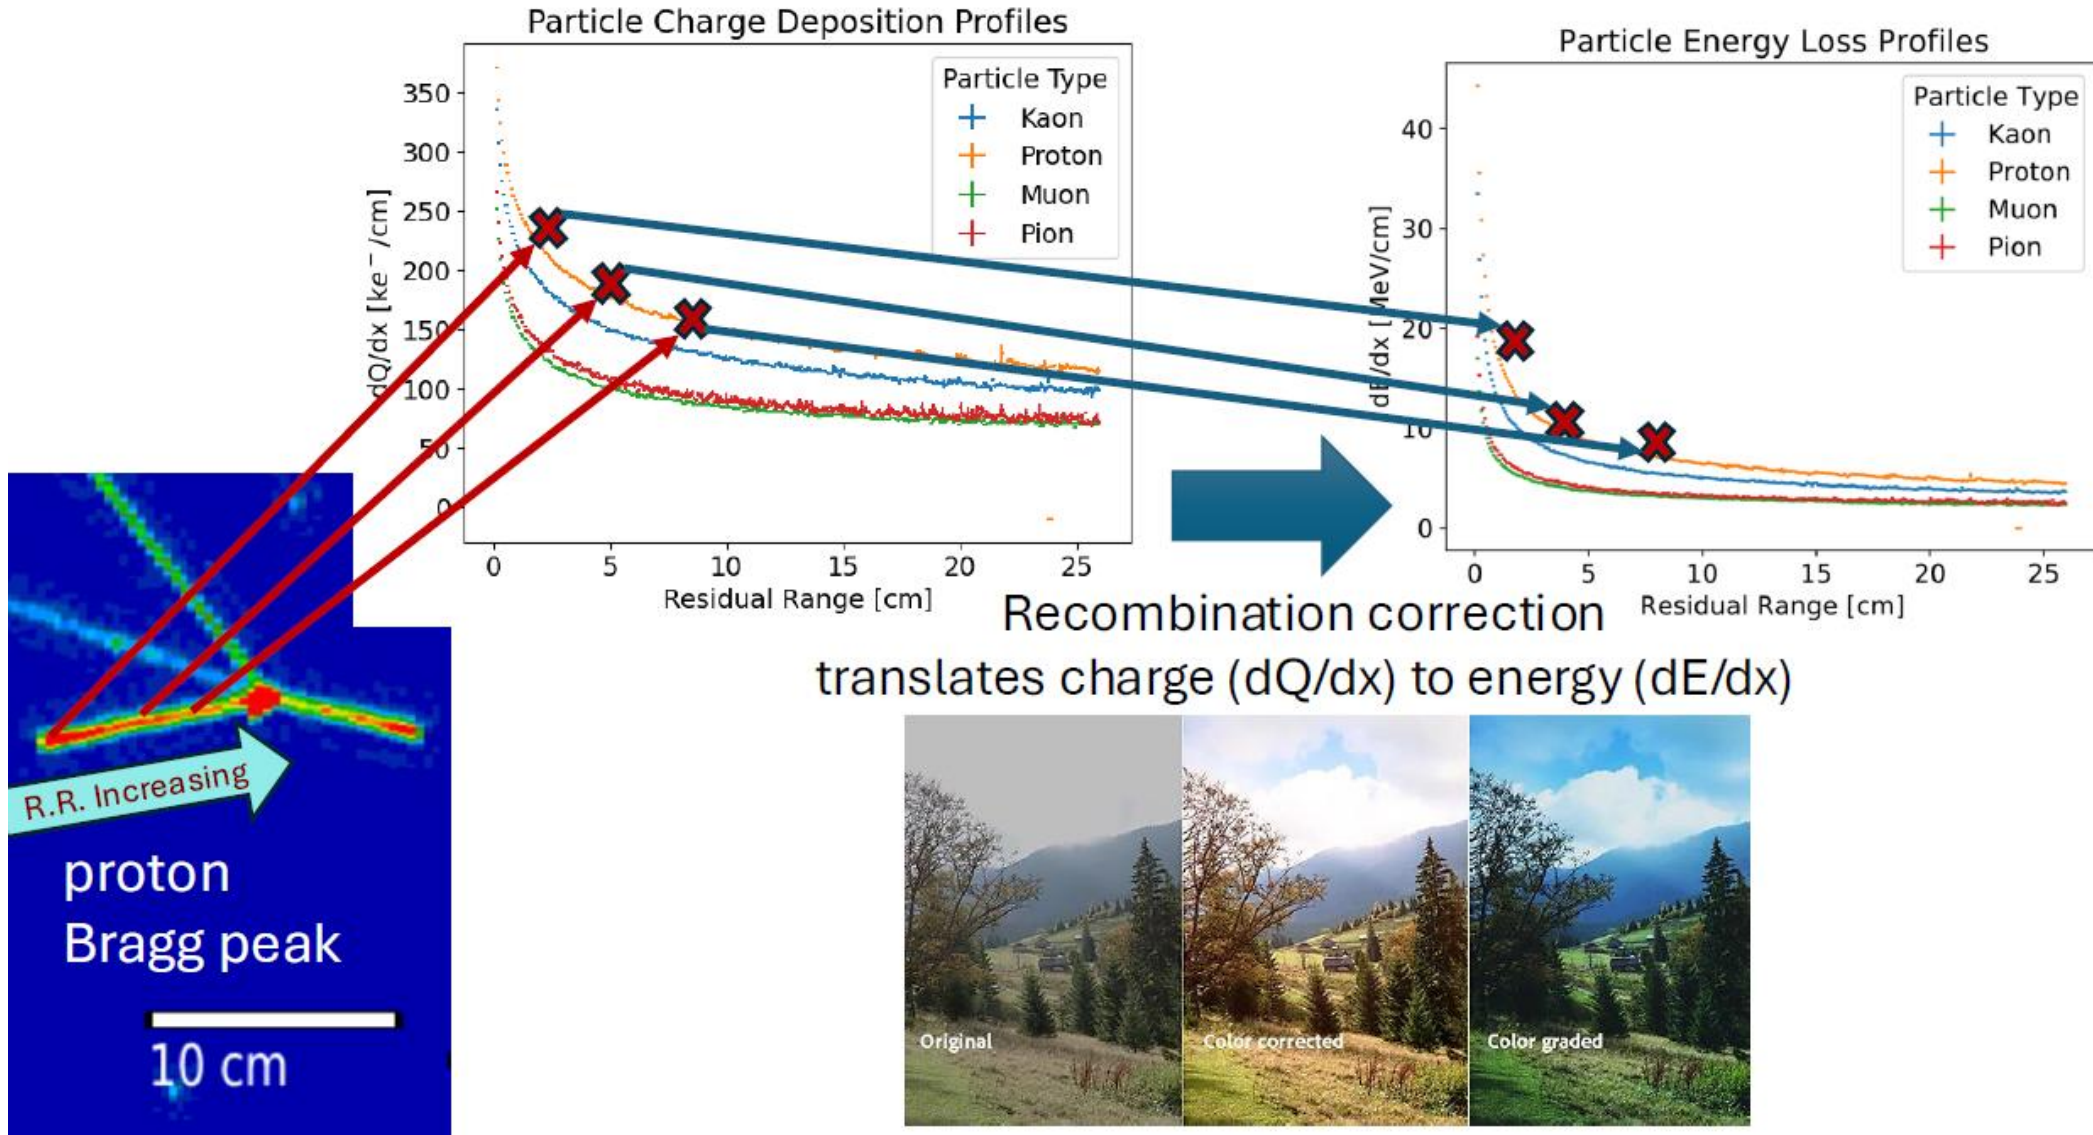 Particle Charge Deposition Profiles
Particle Type
Kaon
Proton
Muon
Pion
350
300
250
200
150
100
50
0
dQ/dx [ke⁻/cm]
0 5 10 15 20 25
Residual Range [cm]
Particle Energy Loss Profiles
Particle Type
Kaon
Proton
Muon
Pion
40
30
20
10
0
dE/dx [MeV/cm]
0 5 10 15 20 25
Residual Range [cm]
Recombination correction
translates charge (dQ/dx) to energy (dE/dx)
R.R. Increasing
proton
Bragg peak
10 cm
Original
Color corrected
Color graded